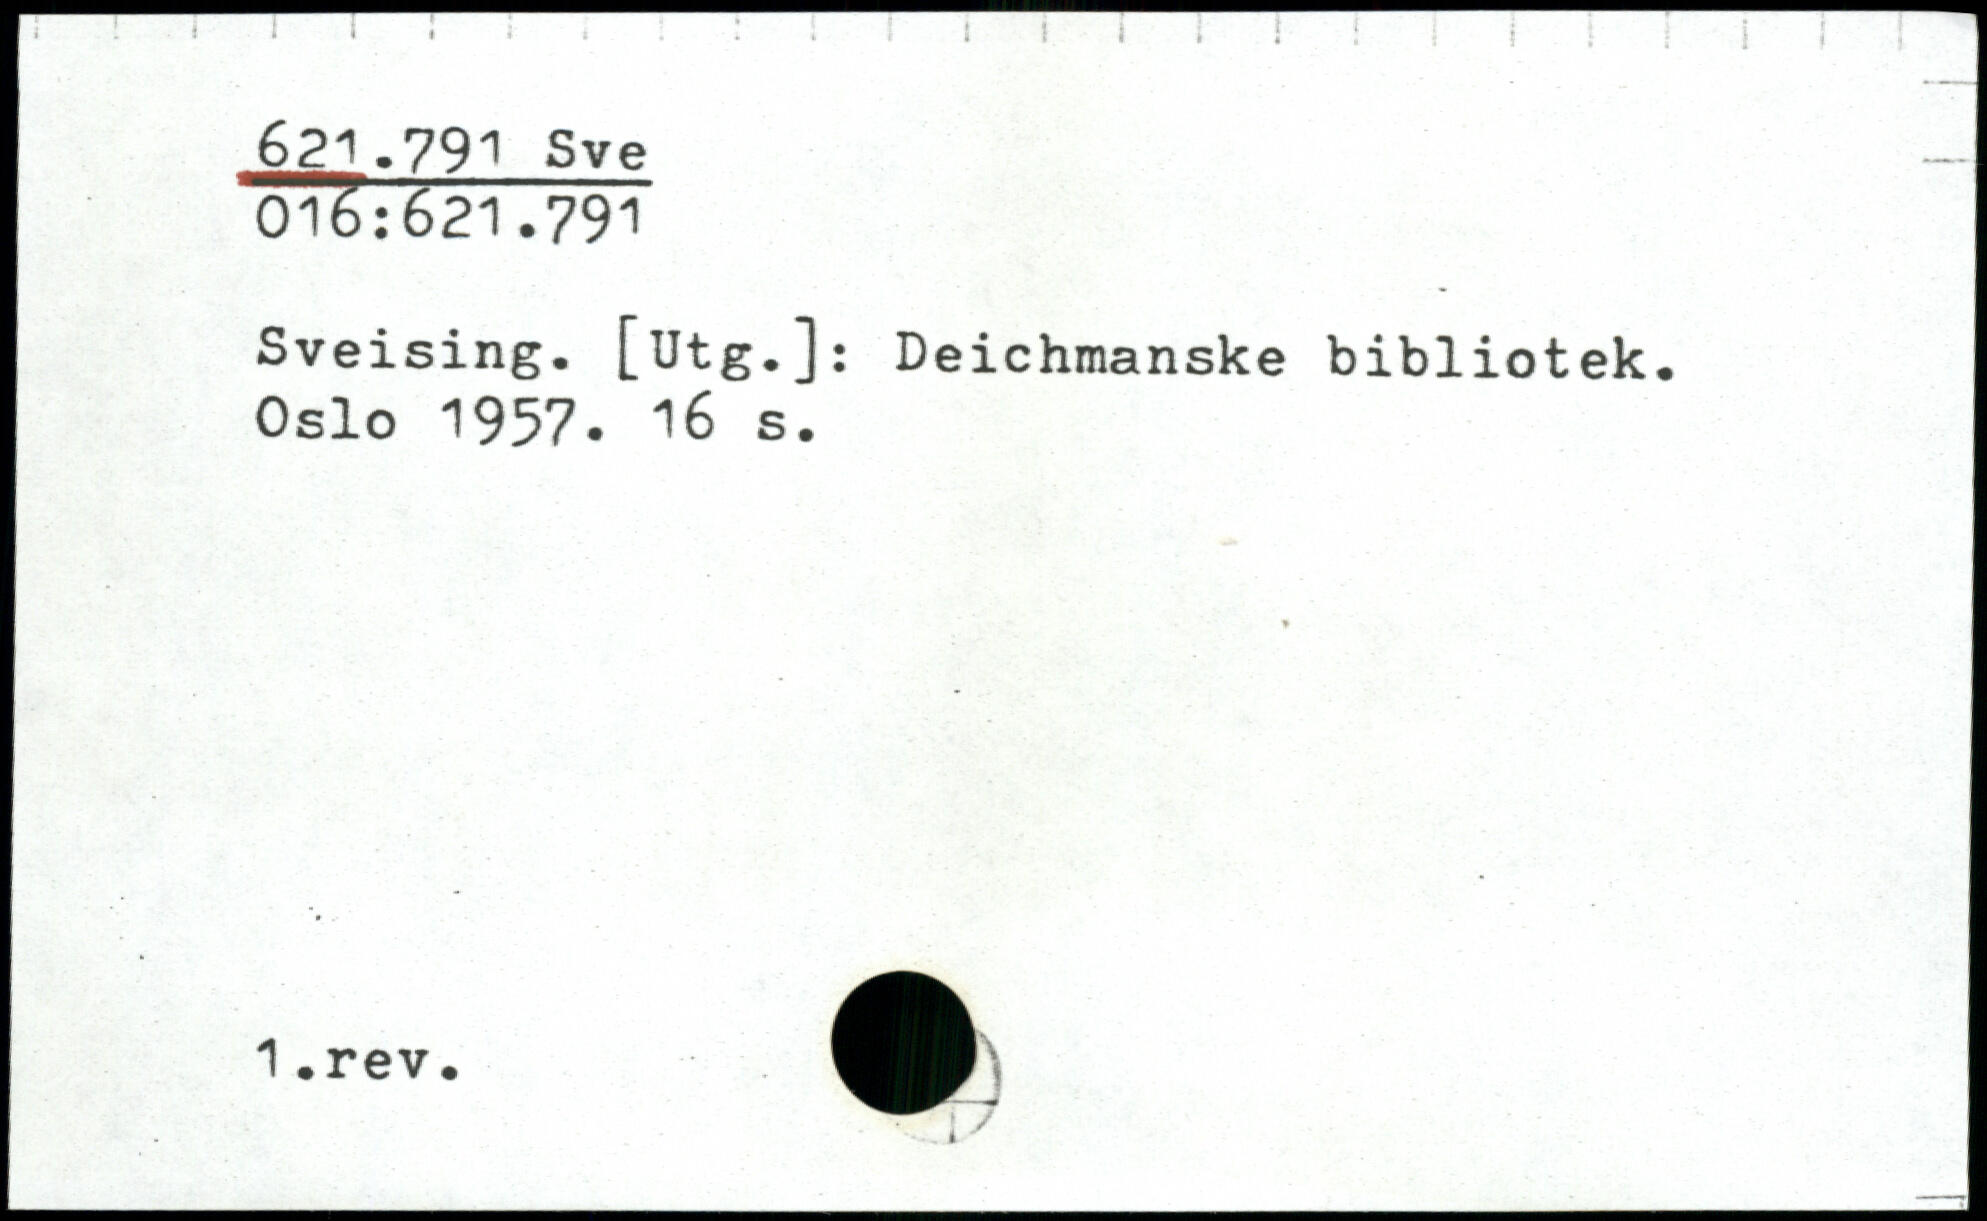 621.791 Sve
016:621.791
Sveising. [Utg.]: Deichmanske bibliotek.
Oslo 1957. 16 s.
1.rev.